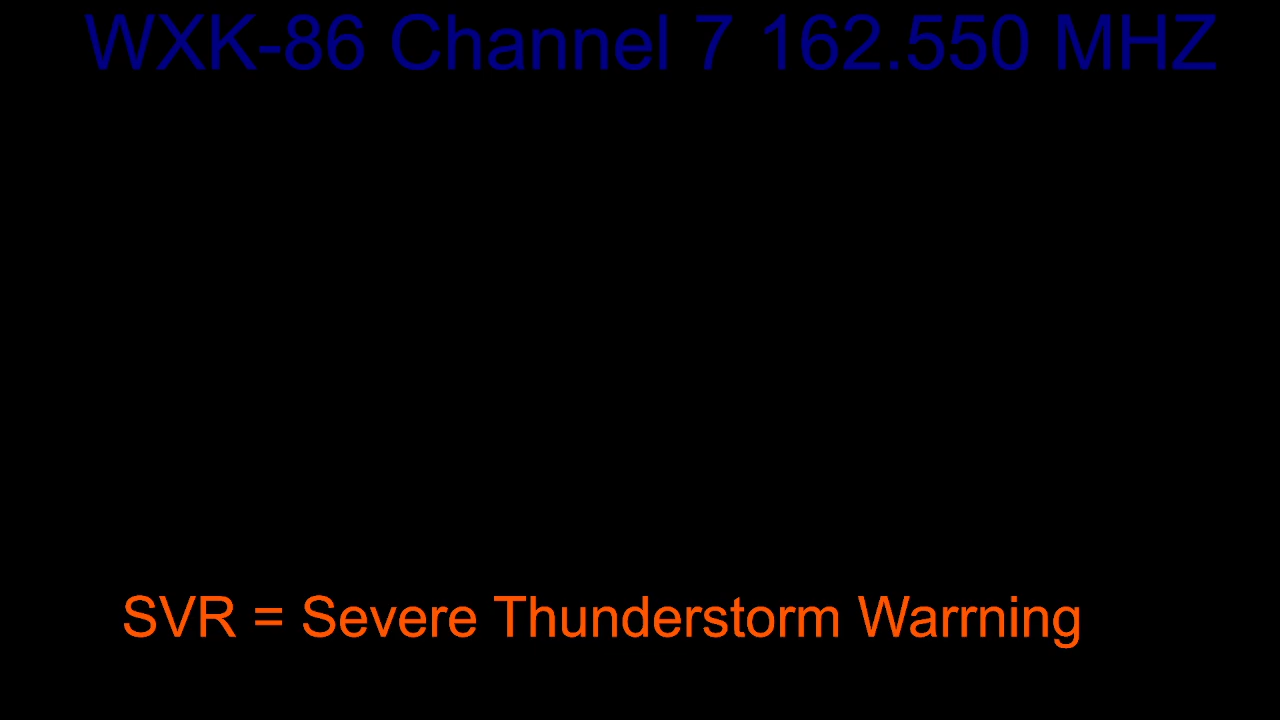 WXK-86 Channel 7 162.550 MHZ
SVR = Severe Thunderstorm Warrning